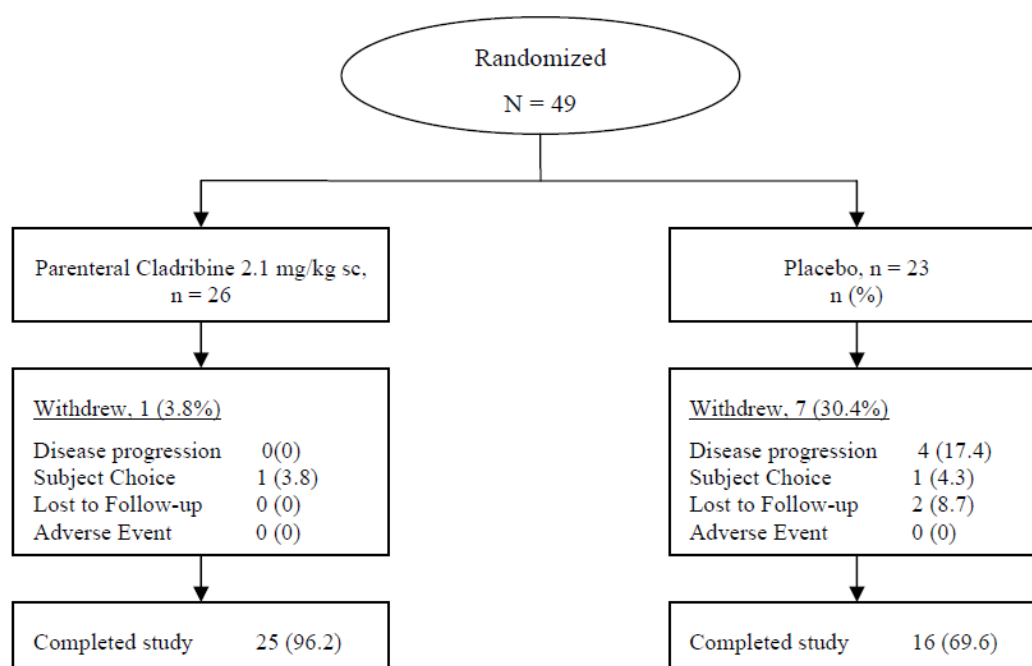 Randomized
N = 49
Parenteral Cladribine 2.1 mg/kg sc,
n = 26
Placebo, n = 23
n (%)
Withdrew, 1 (3.8%)
Disease progression 0(0)
Subject Choice 1 (3.8)
Lost to Follow-up 0 (0)
Adverse Event 0 (0)
Withdrew, 7 (30.4%)
Disease progression 4 (17.4)
Subject Choice 1 (4.3)
Lost to Follow-up 2 (8.7)
Adverse Event 0 (0)
Completed study 25 (96.2)
Completed study 16 (69.6)